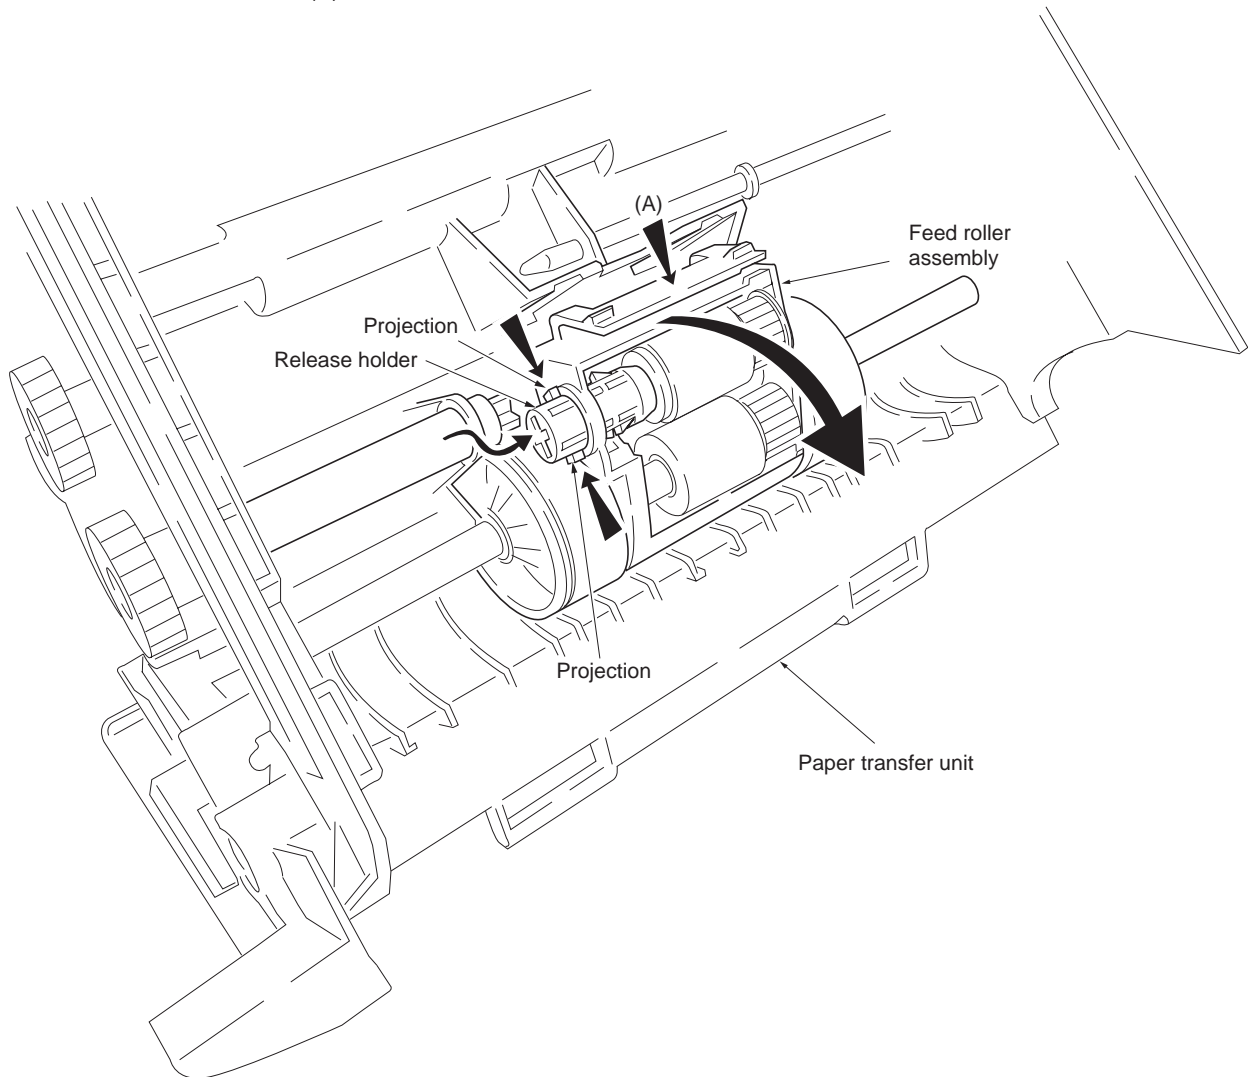 (A)
Feed roller
assembly
Projection
Release holder
Projection
Paper transfer unit